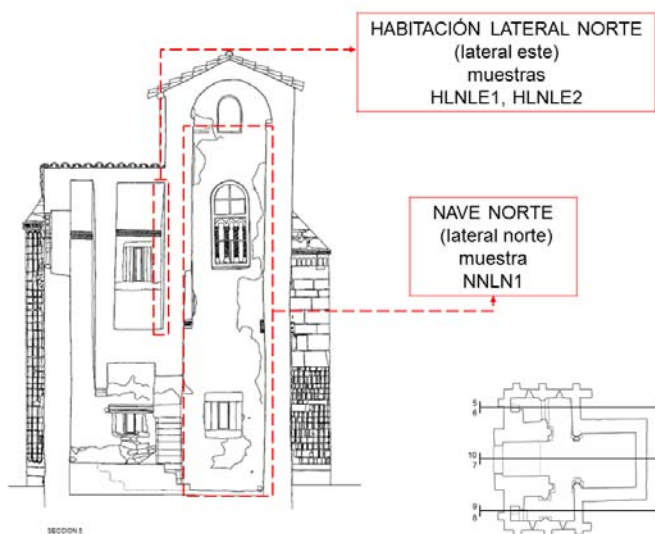 HABITACIÓN LATERAL NORTE
(lateral este)
muestras
HLNLE1, HLNLE2
NAVE NORTE
(lateral norte)
muestra
NNLN1
5
6
10
7
9
8
SECCION 5